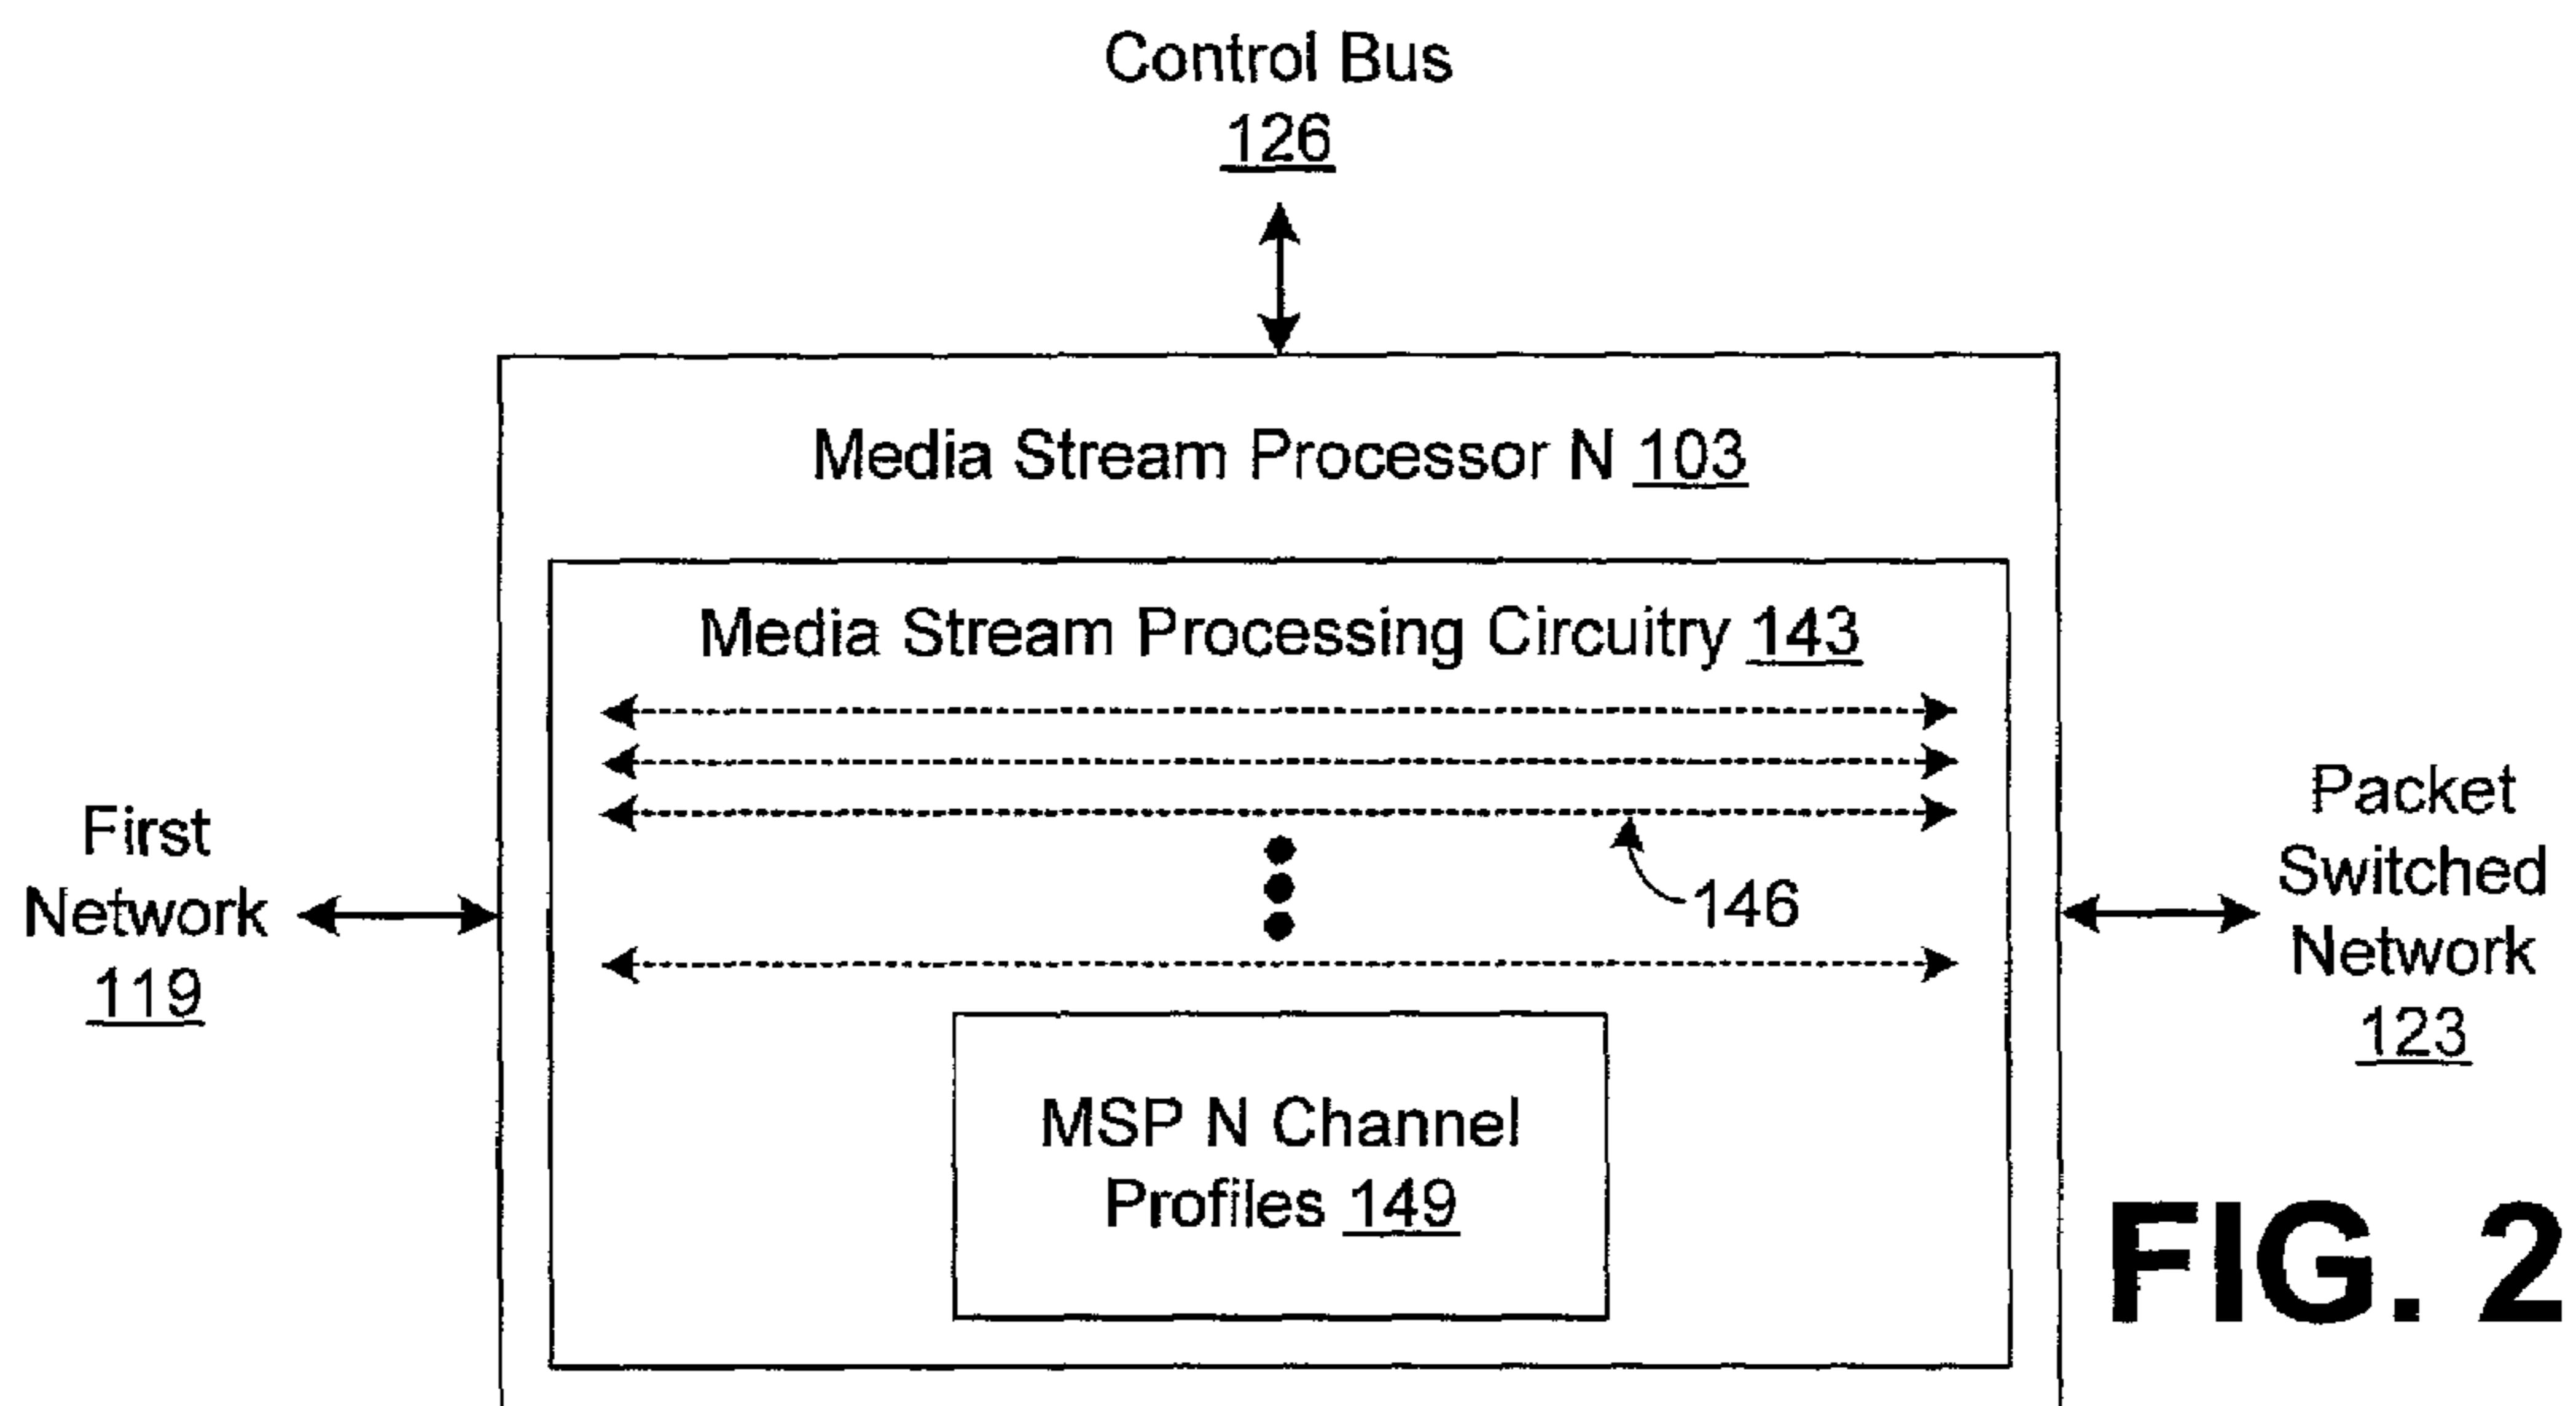 Control Bus
126
Media Stream Processor N 103
Media Stream Processing Circuitry 143
146
First
Network
119
Packet
Switched
Network
123
MSP N Channel
Profiles 149
FIG. 2